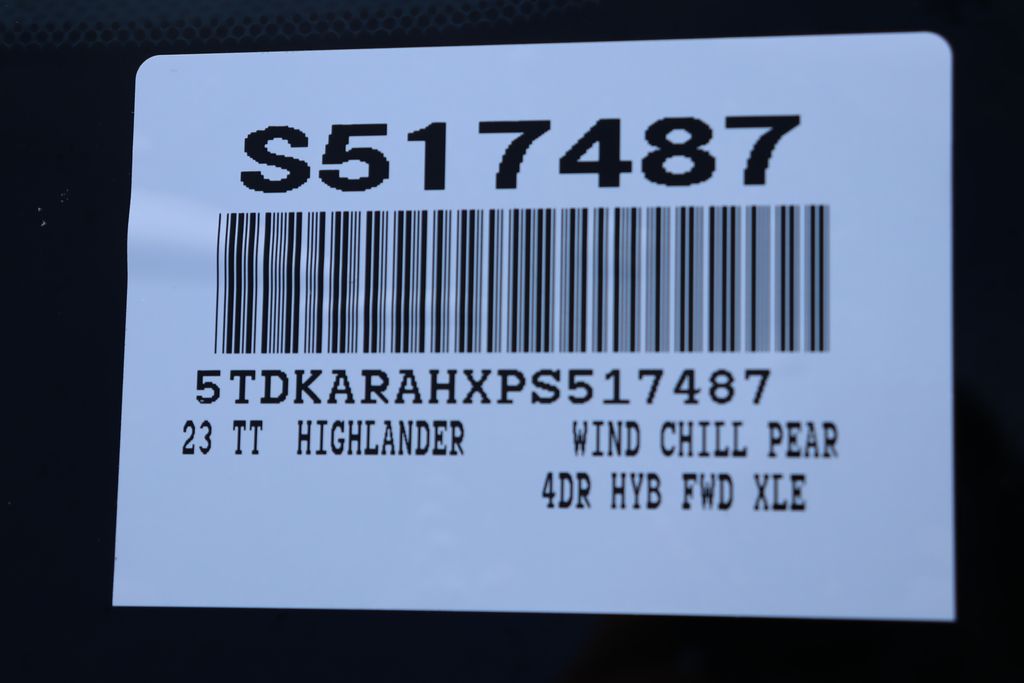 S517487
5TDKARAHXPS517487
23 TT HIGHLANDER WIND CHILL PEAR
4DR HYB FWD XLE